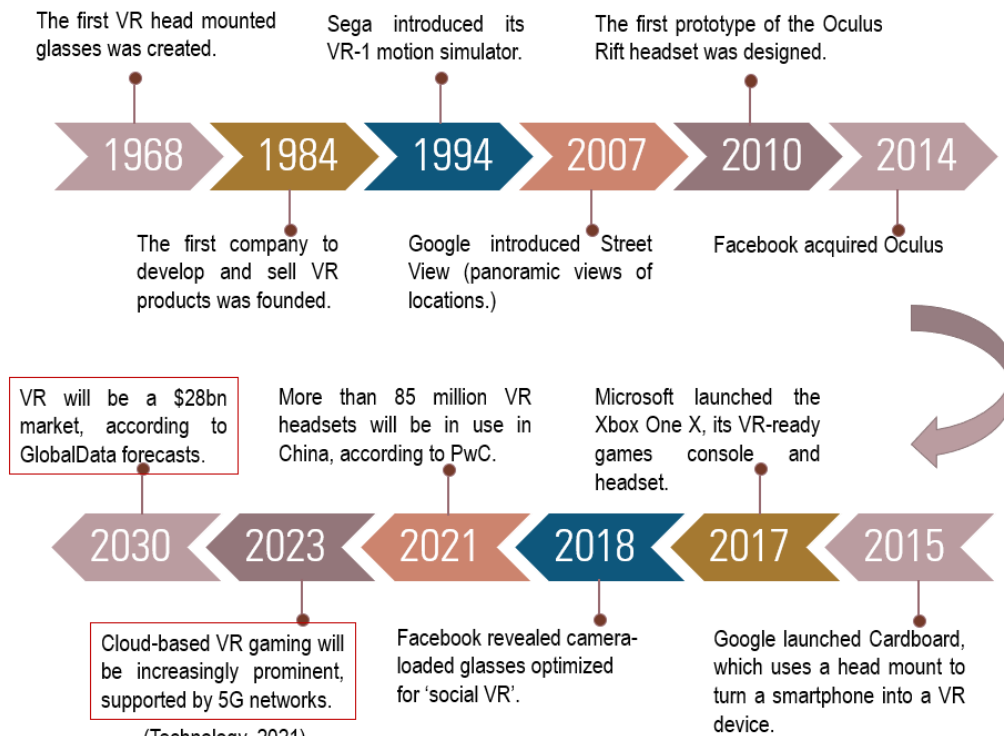 The first VR head mounted
glasses was created.
Sega introduced its
VR-1 motion simulator.
The first prototype of the Oculus
Rift headset was designed.
1968
1984
1994
2007
2010
2014
The first company to
develop and sell VR
products was founded.
Google introduced Street
View (panoramic views of
locations.)
Facebook acquired Oculus
VR will be a $28bn
market, according to
GlobalData forecasts.
More than 85 million VR
headsets will be in use in
China, according to PwC.
Microsoft launched the
Xbox One X, its VR-ready
games console and
headset.
2030
2023
2021
2018
2017
2015
Cloud-based VR gaming will
be increasingly prominent,
supported by 5G networks.
(Technology, 2021)
Facebook revealed camera-
loaded glasses optimized
for ‘social VR’.
Google launched Cardboard,
which uses a head mount to
turn a smartphone into a VR
device.